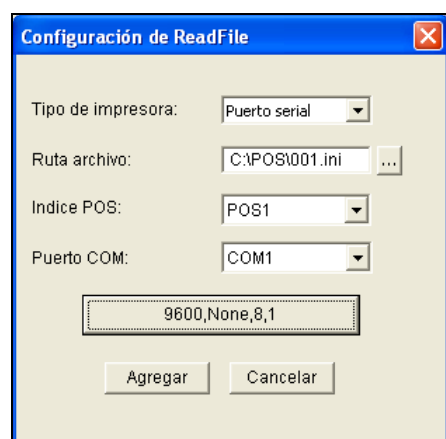 Configuración de ReadFile
Tipo de impresora: Puerto serial
Ruta archivo: C:\POS\001.ini ...
Indice POS: POS1
Puerto COM: COM1
9600,None,8,1
Agregar Cancelar